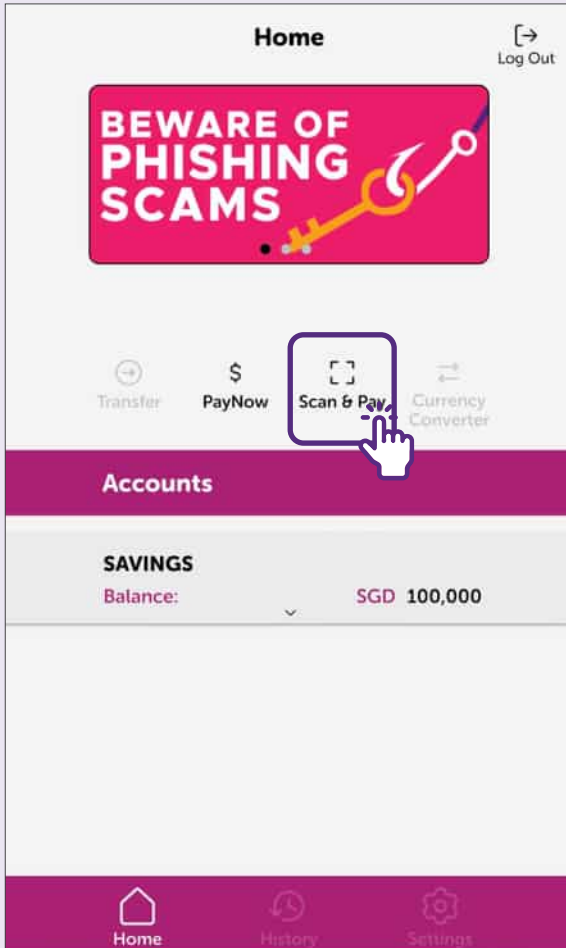 Home
Log Out
BEWARE OF
PHISHING
SCAMS
Transfer
$
PayNow
Scan & Pay
Currency
Converter
Accounts
SAVINGS
Balance: SGD 100,000
Home History Settings